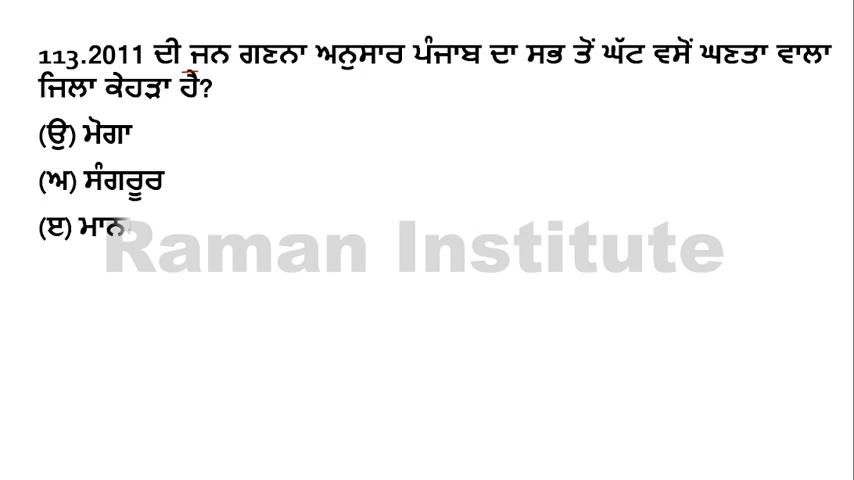 113.2011 ਦੀ ਜਨ ਗਣਨਾ ਅਨੁਸਾਰ ਪੰਜਾਬ ਦਾ ਸਭ ਤੋਂ ਘੱਟ ਵਸੋਂ ਘਣਤਾ ਵਾਲਾ
ਜਿਲਾ ਕੇਹੜਾ ਹੈ?
(ੳ) ਮੋਗਾ
(ਅ) ਸੰਗਰੂਰ
(ੲ) ਮਾਨ
Raman Institute